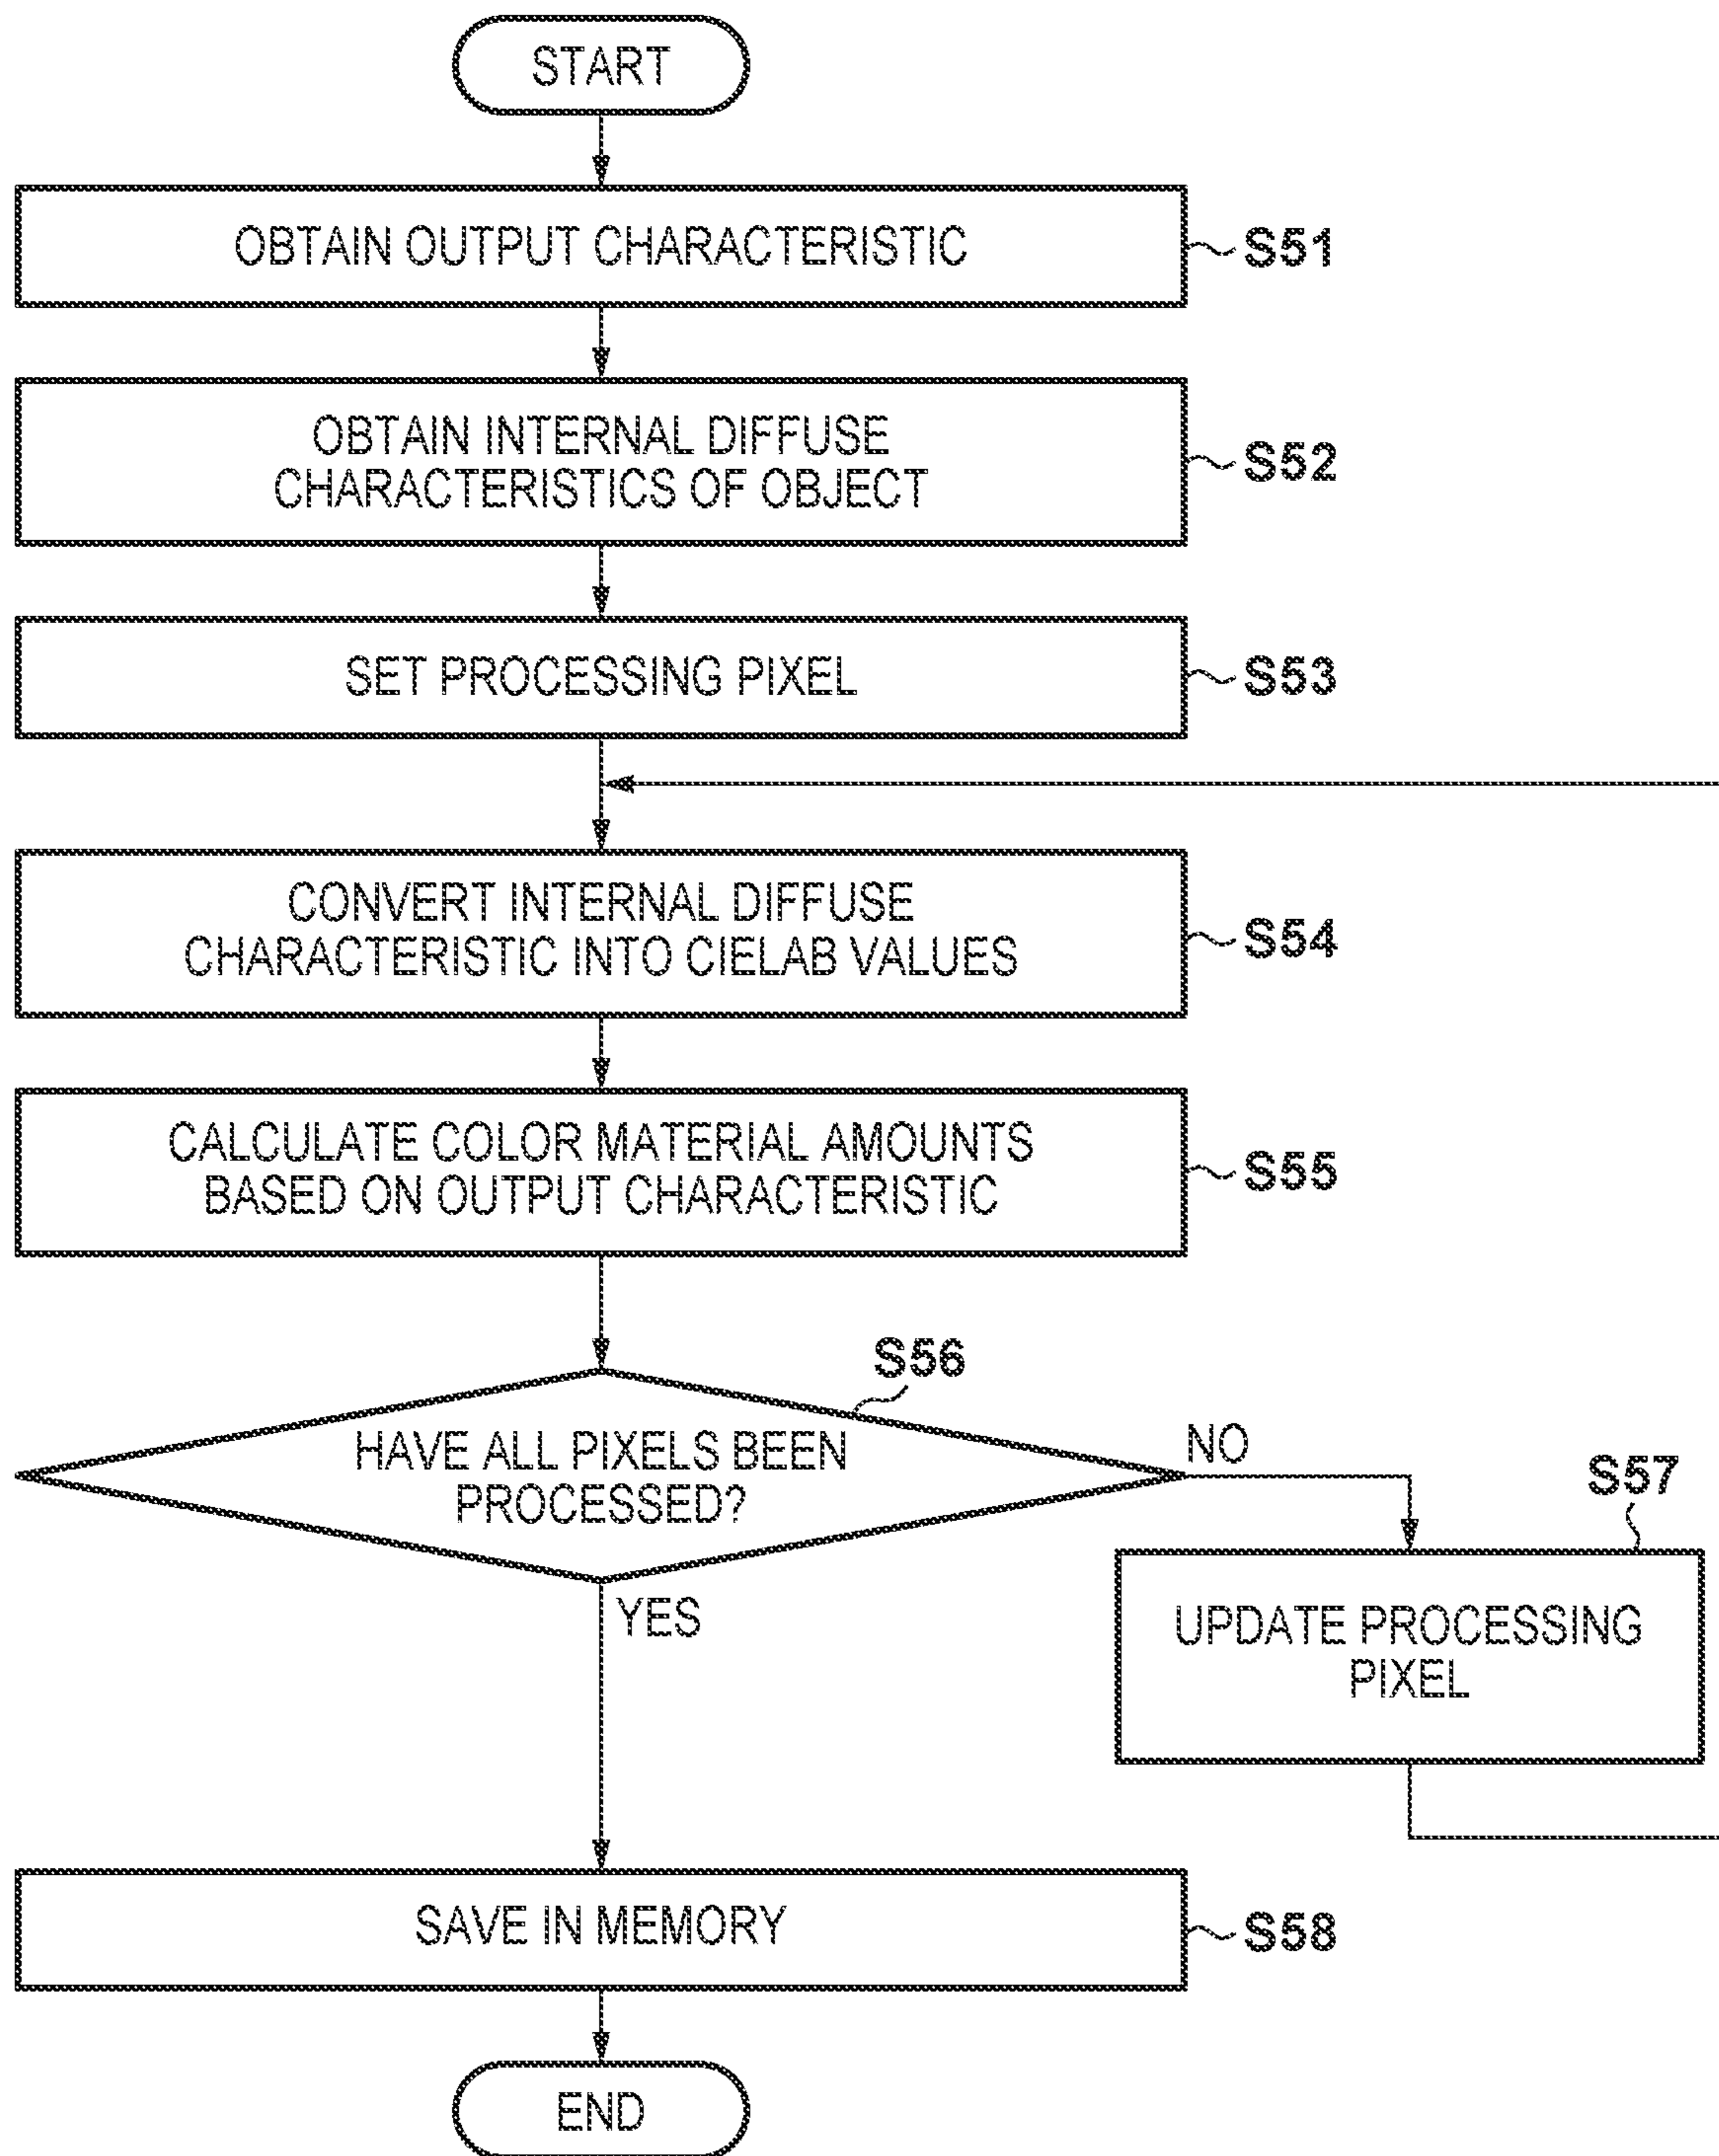 START
OBTAIN OUTPUT CHARACTERISTIC
S51
OBTAIN INTERNAL DIFFUSE
CHARACTERISTICS OF OBJECT
S52
SET PROCESSING PIXEL
S53
CONVERT INTERNAL DIFFUSE
CHARACTERISTIC INTO CIELAB VALUES
S54
CALCULATE COLOR MATERIAL AMOUNTS
BASED ON OUTPUT CHARACTERISTIC
S55
S56
HAVE ALL PIXELS BEEN
PROCESSED?
NO
YES
S57
UPDATE PROCESSING
PIXEL
SAVE IN MEMORY
S58
END